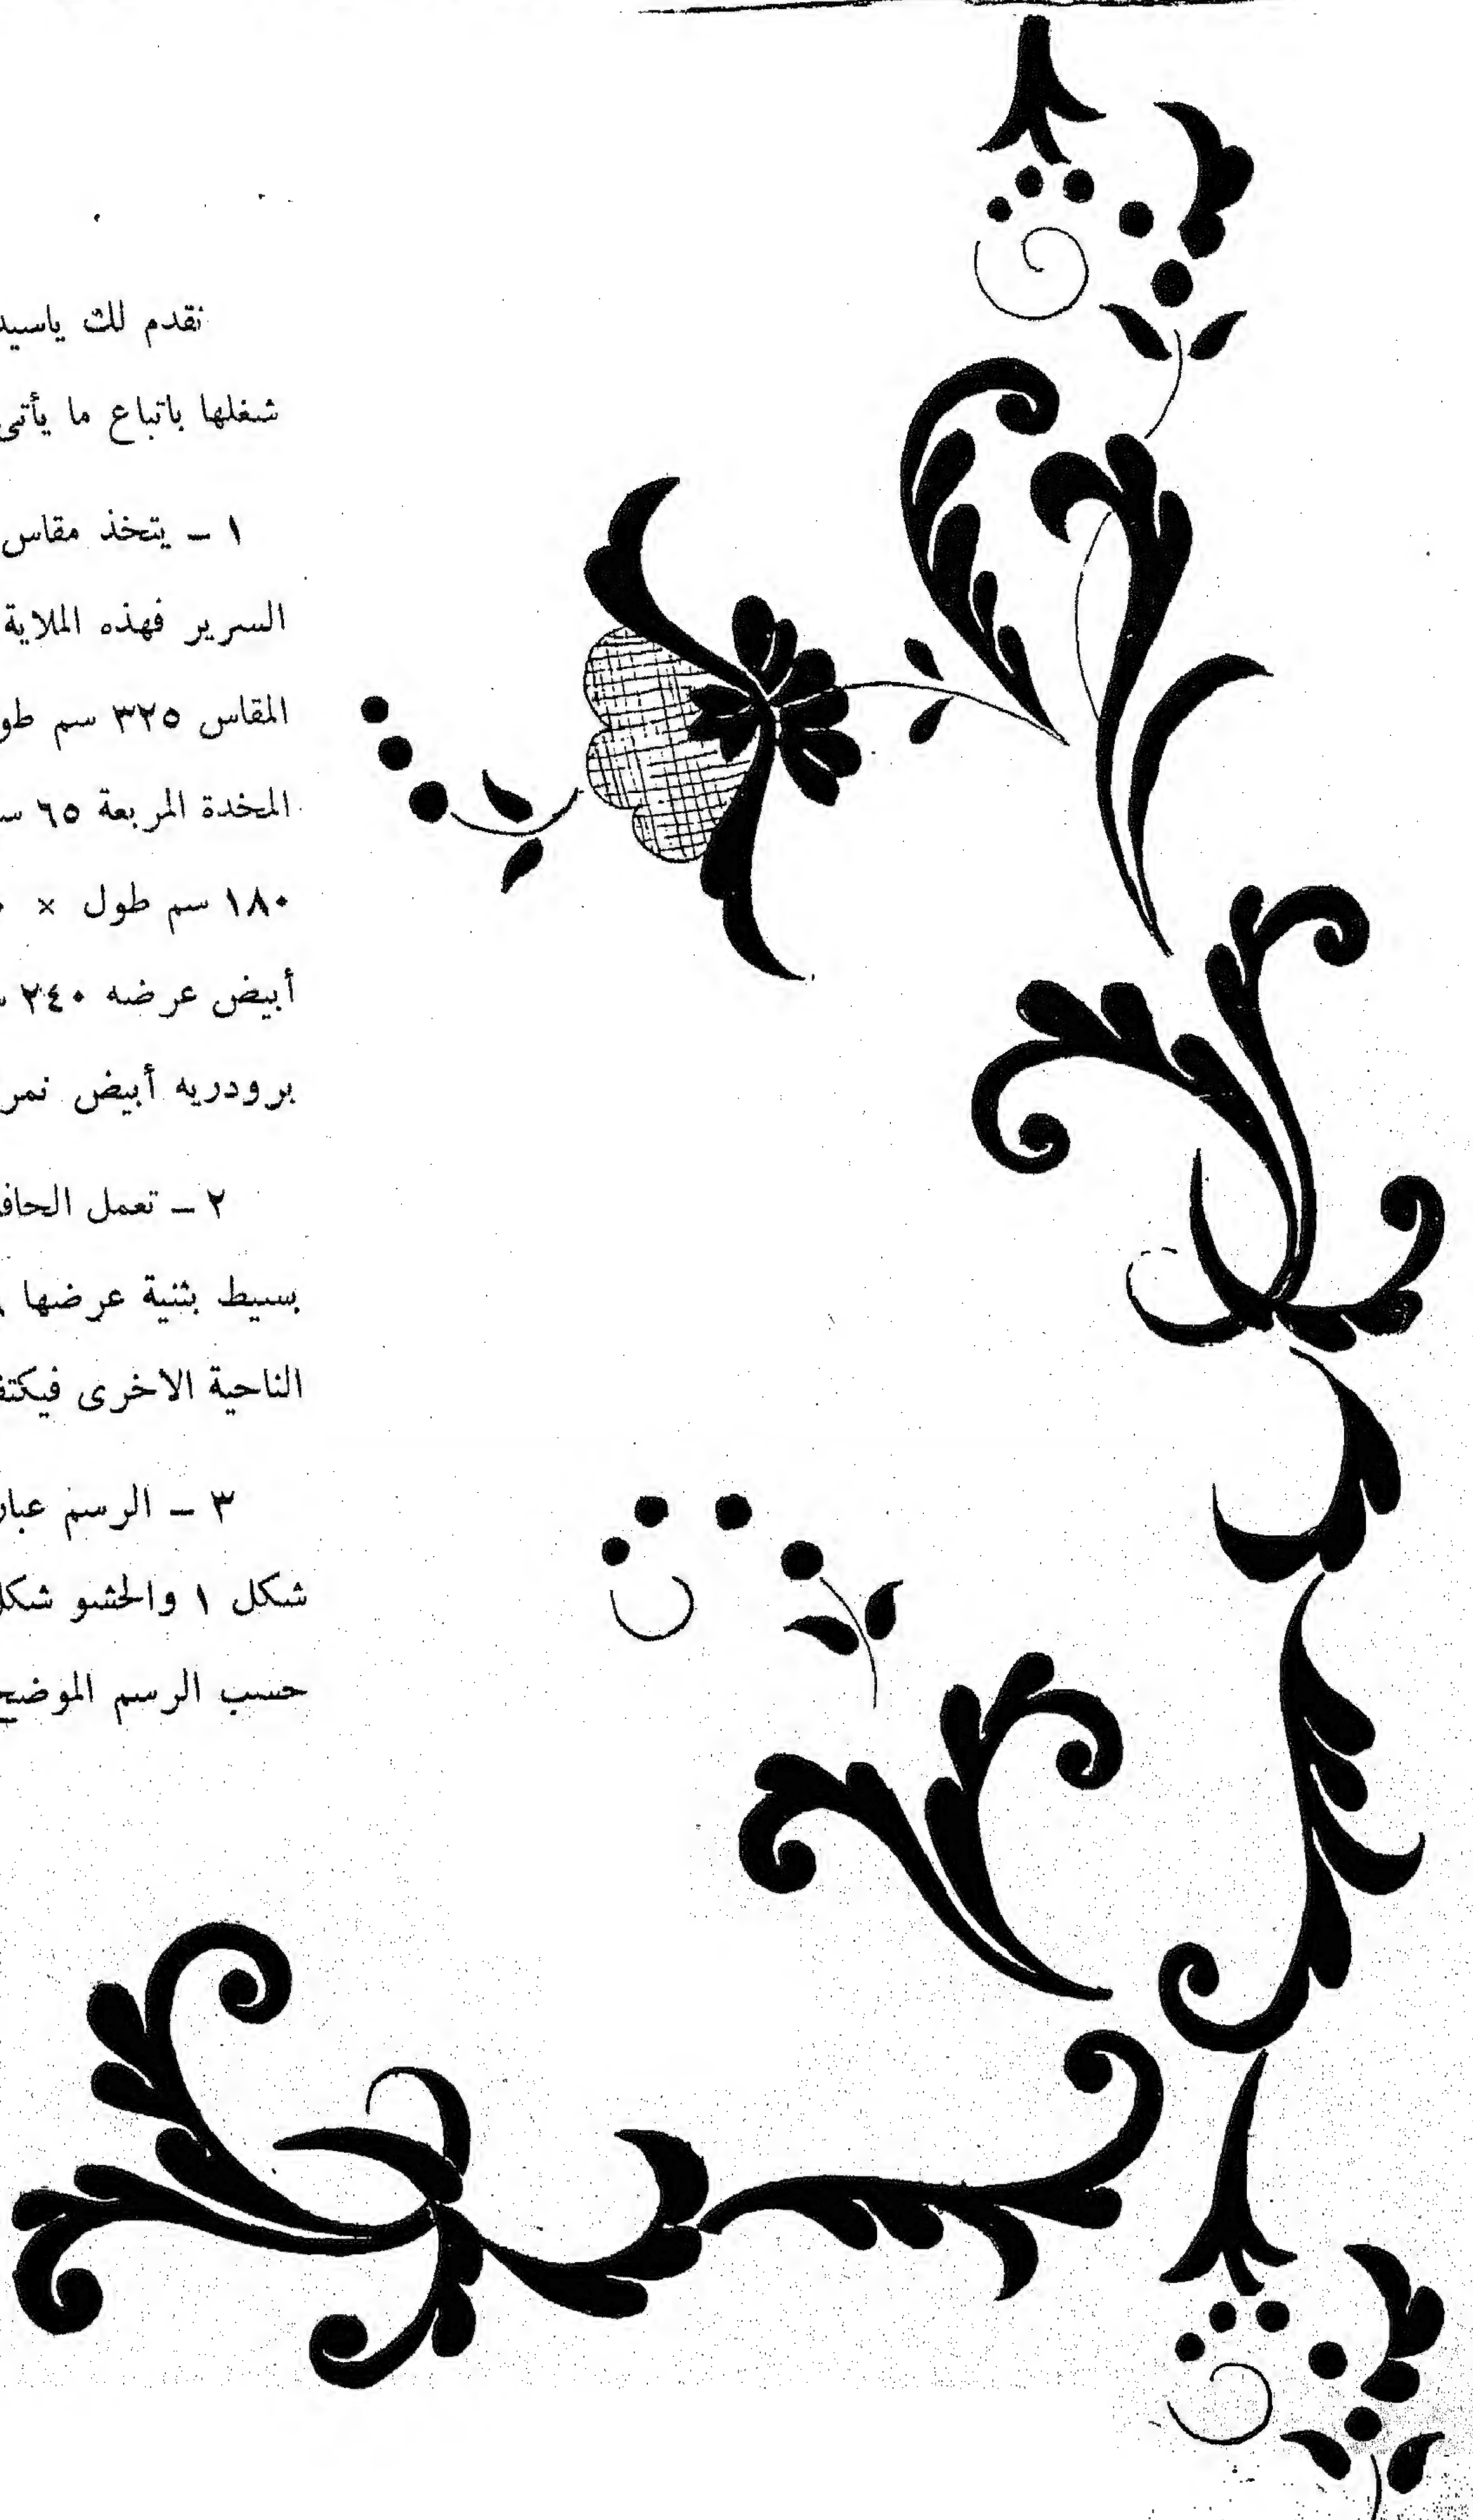 نقدم لك ياسيد
شغلها باتباع ما يأتى
١ – يتخذ مقاس
السرير فهذه الملاية
المقاس ٣٢٥ سم طو
المخدة المربعة ٦٥ س
١٨٠ سم طول ×
أبيض عرضه ٢٤٠
برودريه أبيض نمر
٢ – تعمل الحاف
بسيط بثنية عرضها
الناحية الاخرى فيكتف
٣ – الرسم عبار
شكل ١ والحشو شكل
حسب الرسم الموضح